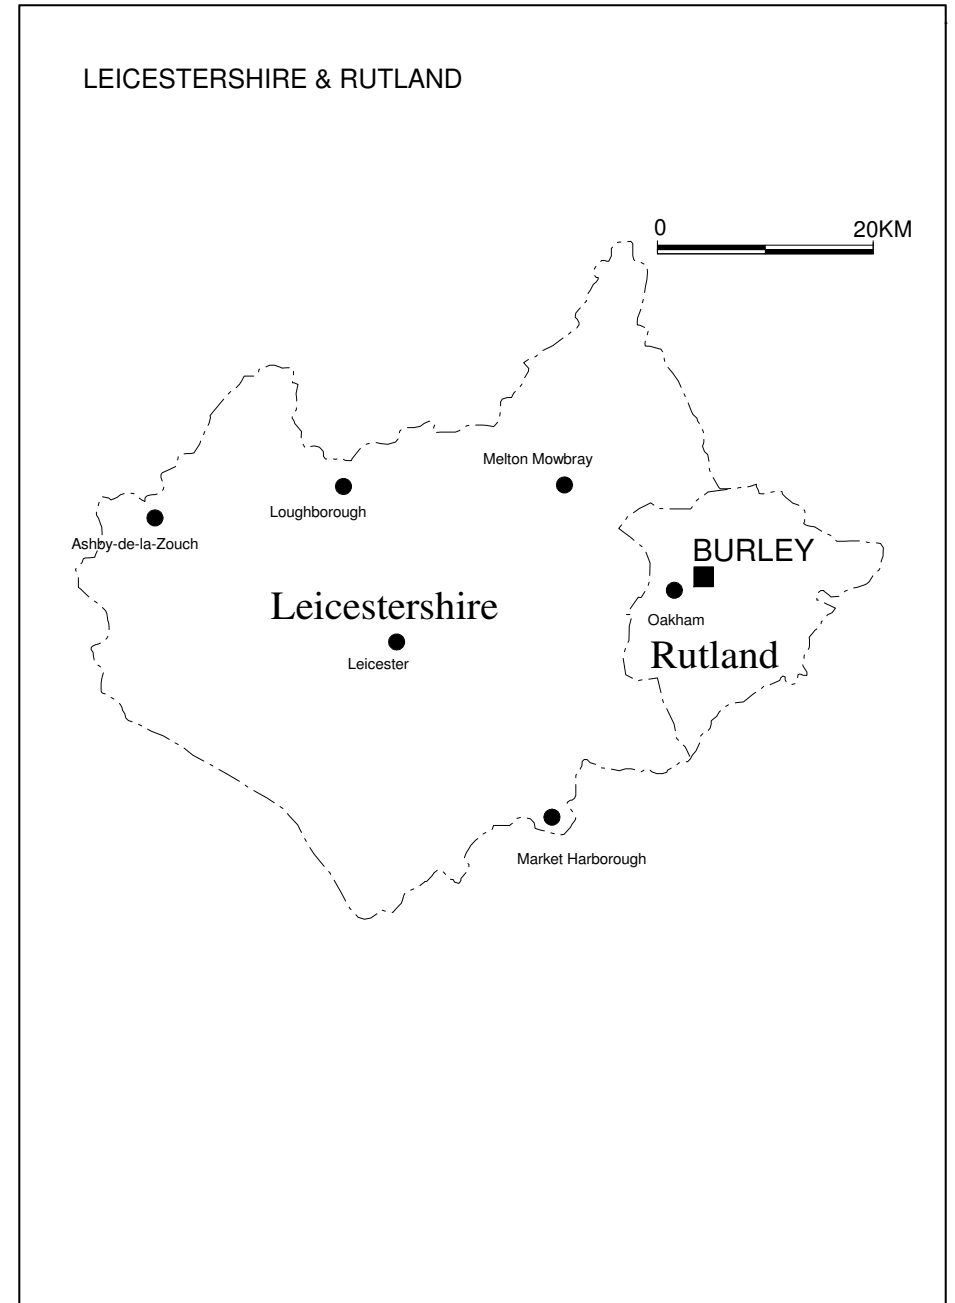 LEICESTERSHIRE & RUTLAND
0 20KM
Melton Mowbray
Loughborough
Ashby-de-la-Zouch
BURLEY
Leicestershire
Oakham
Rutland
Leicester
Market Harborough